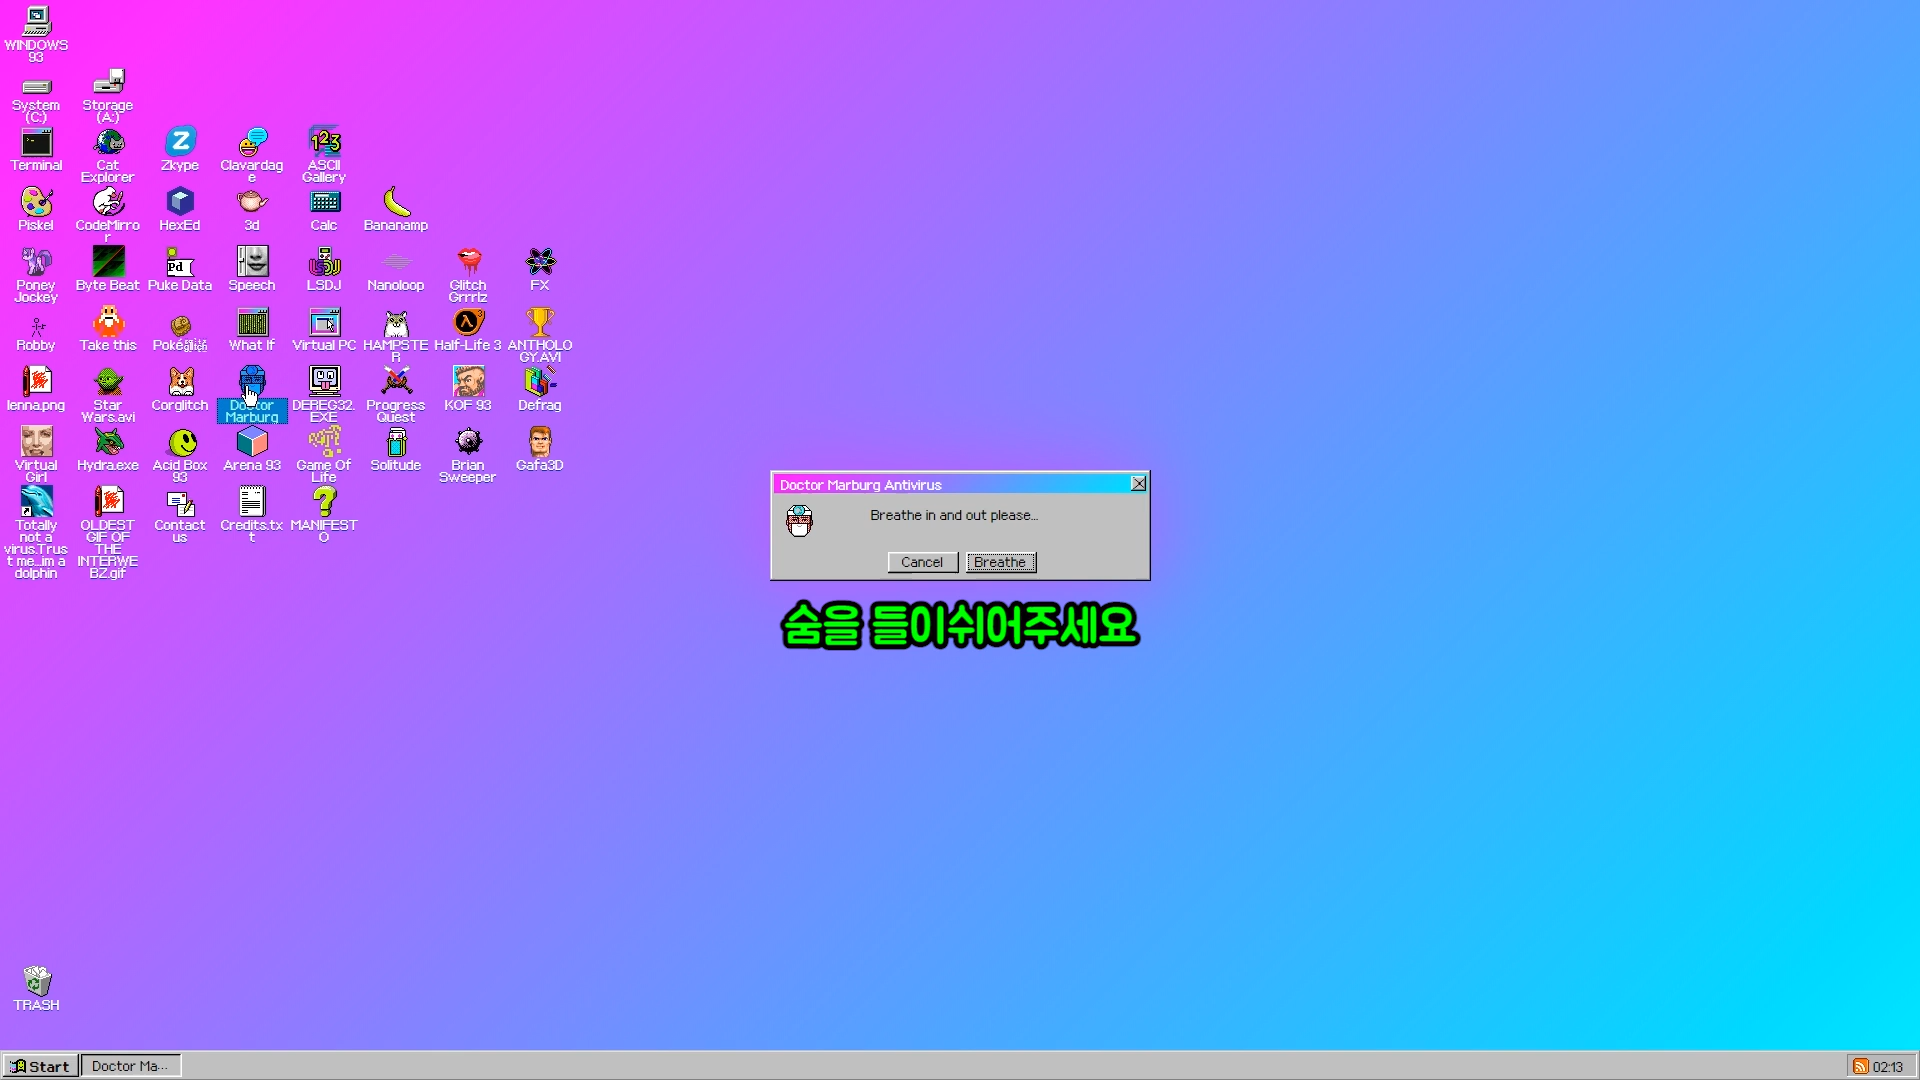 WINDOWS
93
System
(C:)
Storage
(A:)
Terminal
Cat
Explorer
Zkype
Clavardag
e
ASCII
Gallery
Piskel
CodeMirro
r
HexEd
3d
Calc
Bananamp
Poney
Jockey
Byte Beat
Puke Data
Speech
LSDJ
Nanoloop
Glitch
Grrrlz
FX
Robby
Take this
What If
Virtual PC
HAMPSTE
R
Half-Life 3
ANTHOLO
GY.AVI
lenna.png
Star
Wars.avi
Corglitch
Doctor
Marburg
DEREG32.
EXE
Progress
Quest
KOF 93
Defrag
Virtual
Girl
Hydra.exe
Acid Box
93
Arena 93
Game Of
Life
Solitude
Brian
Sweeper
Gafa3D
Totally
not a
virus.Trus
t me...im a
dolphin
OLDEST
GIF OF
THE
INTERWE
BZ.gif
Contact
us
Credits.tx
t
MANIFEST
O
Doctor Marburg Antivirus
Breathe in and out please...
Cancel
Breathe
숨을 들이쉬어주세요
TRASH
Start
Doctor Ma...
02:13